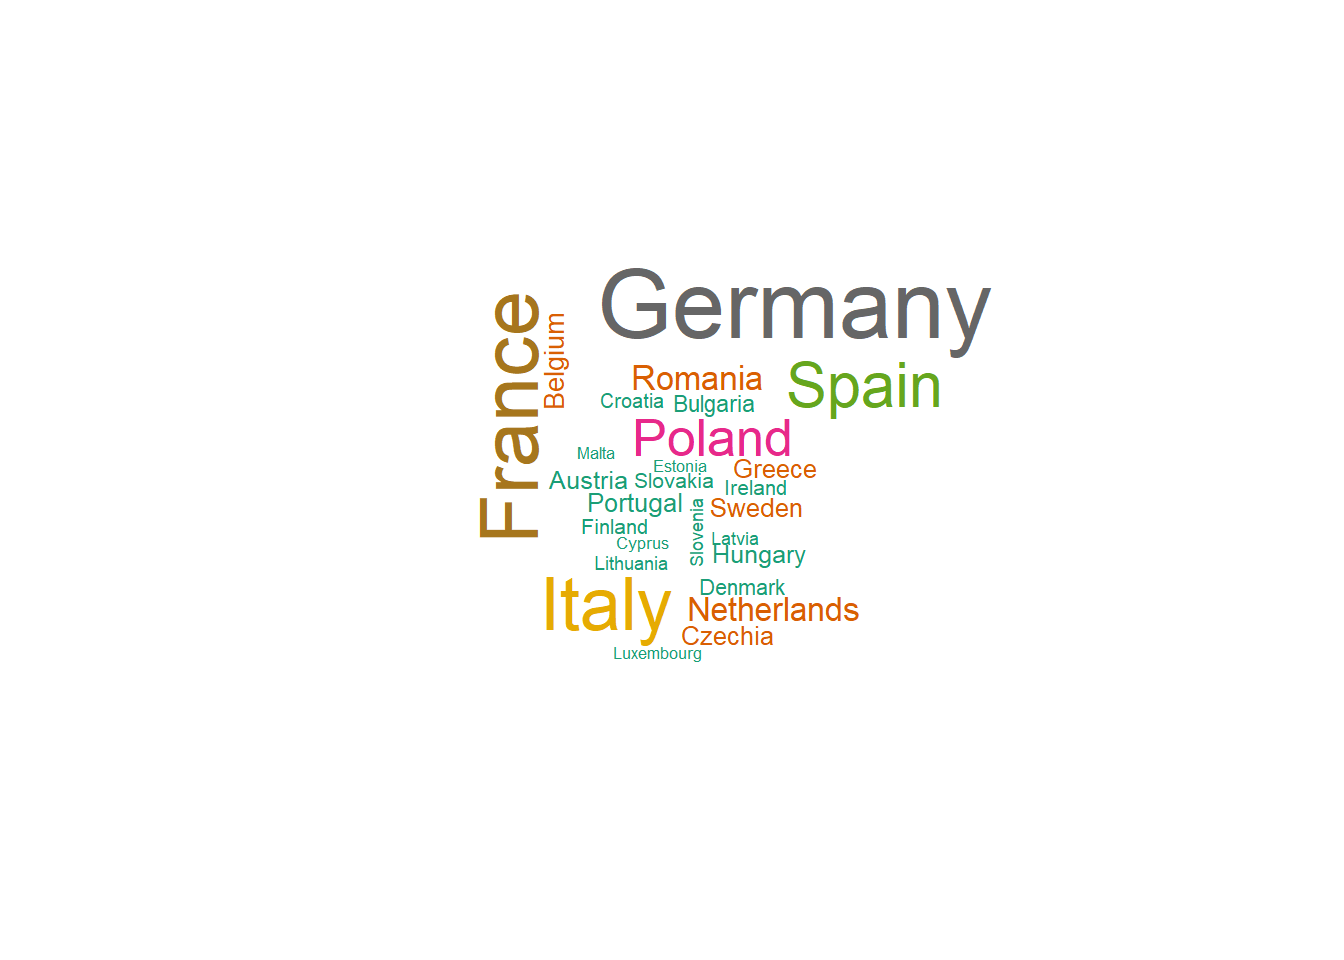 Germany
France
Belgium
Romania
Spain
Croatia
Bulgaria
Poland
Malta
Estonia
Greece
Austria
Slovakia
Ireland
Portugal
Sweden
Finland
Slovenia
Latvia
Cyprus
Hungary
Lithuania
Italy
Denmark
Netherlands
Czechia
Luxembourg